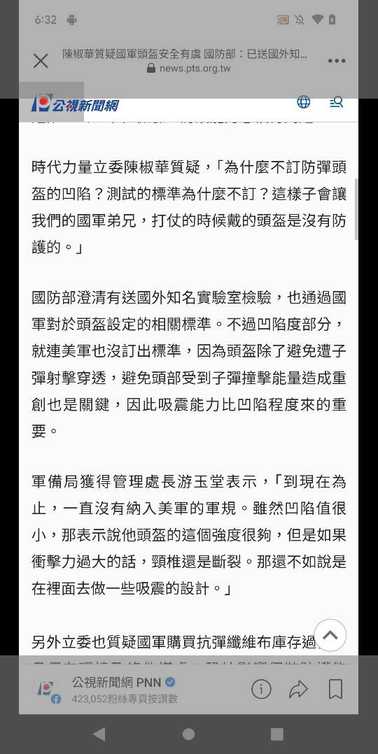 6:32
陳椒華質疑國軍頭盔安全有虞 國防部：已送國外知...
news.pts.org.tw
公視新聞網
時代力量立委陳椒華質疑，「為什麼不訂防彈頭
盔的凹陷？測試的標準為什麼不訂？這樣子會讓
我們的國軍弟兄，打仗的時候戴的頭盔是沒有防
護的。」
國防部澄清有送國外知名實驗室檢驗，也通過國
軍對於頭盔設定的相關標準。不過凹陷度部分，
就連美軍也沒訂出標準，因為頭盔除了避免遭子
彈射擊穿透，避免頭部受到子彈撞擊能量造成重
創也是關鍵，因此吸震能力比凹陷程度來的重
要。
軍備局獲得管理處長游玉堂表示，「到現在為
止，一直沒有納入美軍的軍規。雖然凹陷值很
小，那表示說他頭盔的這個強度很夠，但是如果
衝擊力過大的話，頸椎還是斷裂。那還不如說是
在裡面去做一些吸震的設計。」
另外立委也質疑國軍購買抗彈纖維布庫存過
公視新聞網 PNN
423,052粉絲專頁按讚數